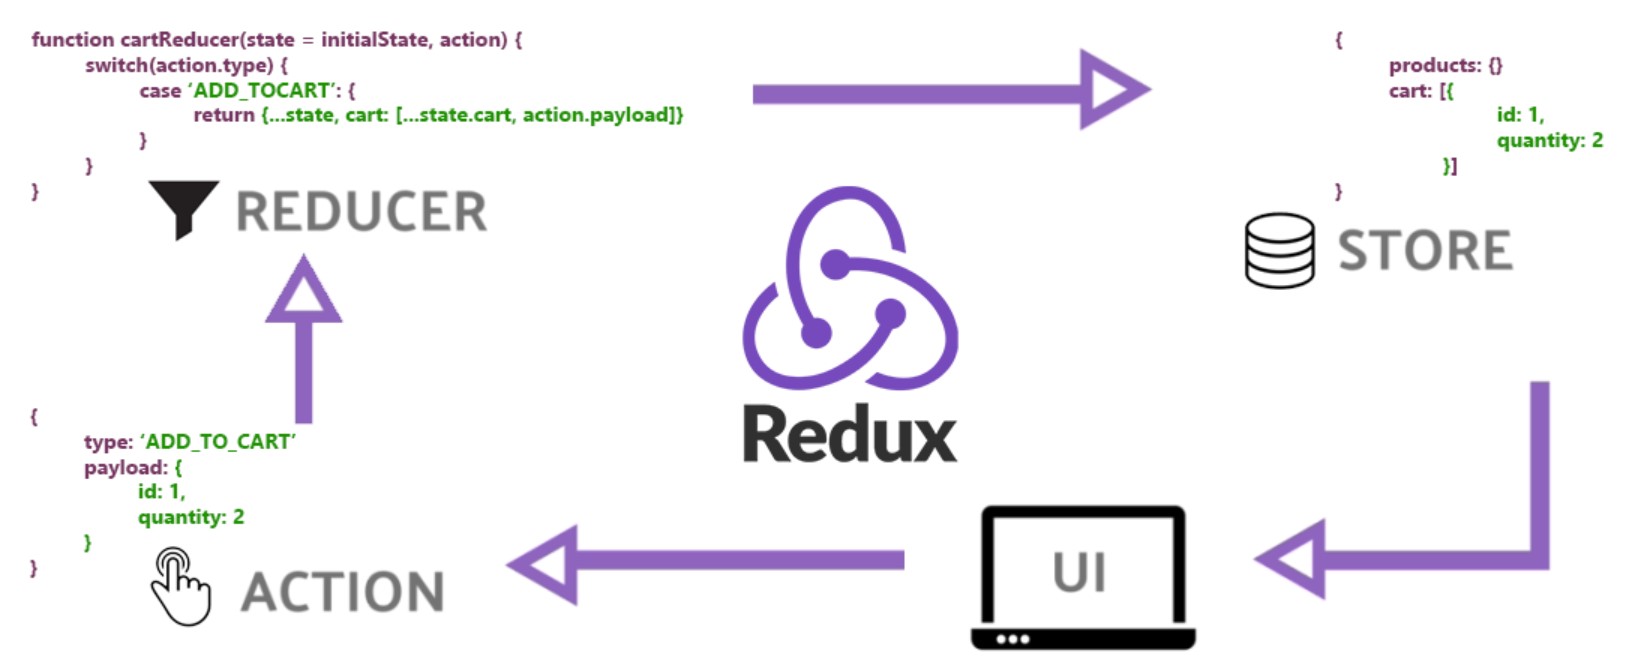 function cartReducer(state = initialState, action) {
switch(action.type) {
case ‘ADD_TOCART’: {
return {...state, cart: [...state.cart, action.payload]}
}
}
}
REDUCER
{
products: {}
cart: [{
id: 1,
quantity: 2
}]
}
STORE
Redux
{
type: ‘ADD_TO_CART’
payload: {
id: 1,
quantity: 2
}
}
ACTION
UI